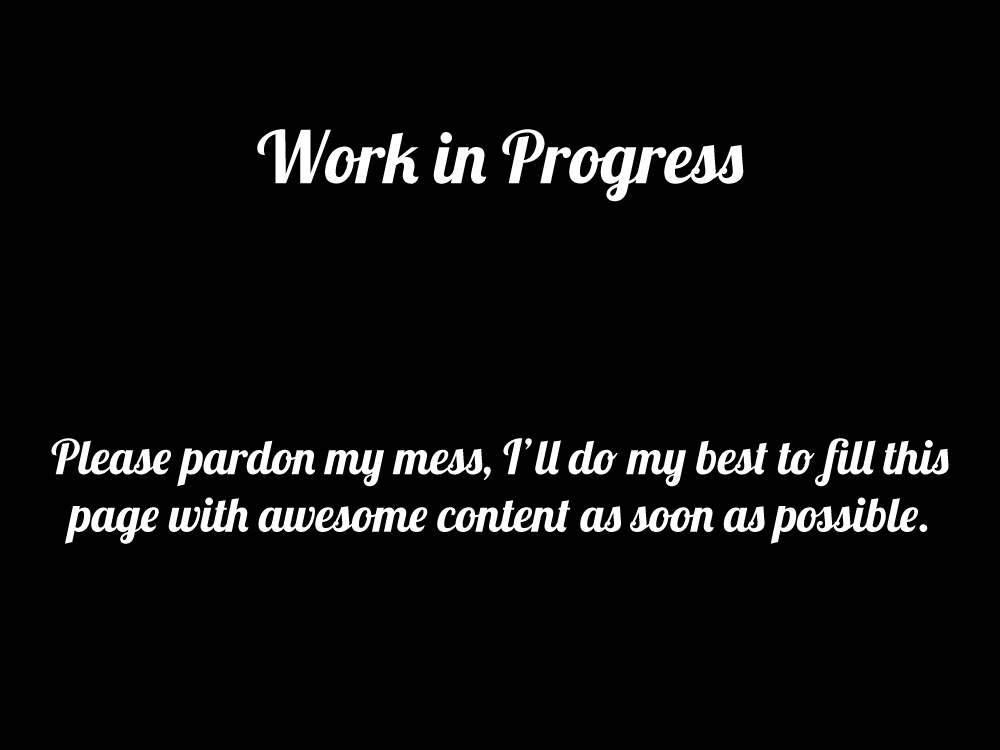 Work in Progress
Please pardon my mess, I’ll do my best to fill this
page with awesome content as soon as possible.